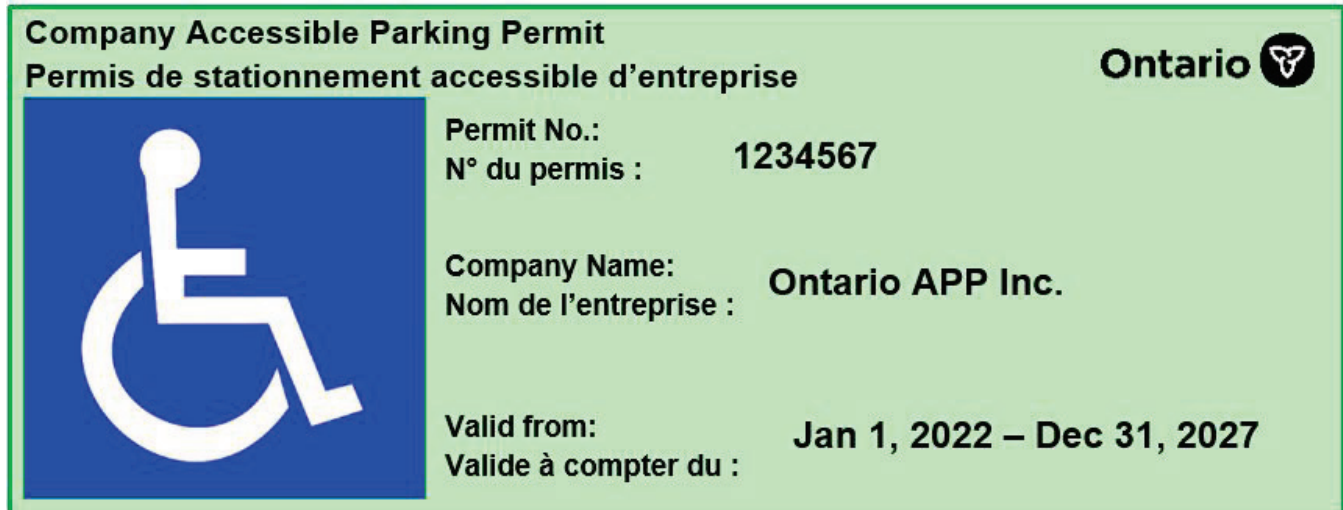 Company Accessible Parking Permit
Permis de stationnement accessible d’entreprise
Ontario
Permit No.:
N° du permis :
1234567
Company Name:
Nom de l’entreprise :
Ontario APP Inc.
Valid from:
Valide à compter du :
Jan 1, 2022 – Dec 31, 2027